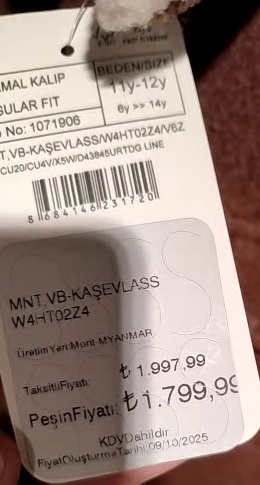 MAL KALIP
BEDEN/SIZE
11y-12y
GULAR FIT
6y >> 14y
No: 1071906
T,VB-KAŞEVLASS/W4HT02Z4/V6Z
CU20/CU4V/X5W/D43845URTDG LINE
8 684146 231720
MNT,VB-KAŞEVLASS
W4HT02Z4
Üretim Yeri:Mont-MYANMAR
TaksitliFiyatı: ₺ 1.997,99
PeşinFiyatı: ₺ 1.799,99
KDVDahildir
FiyatOluşturmaTarihi:09/10/2025